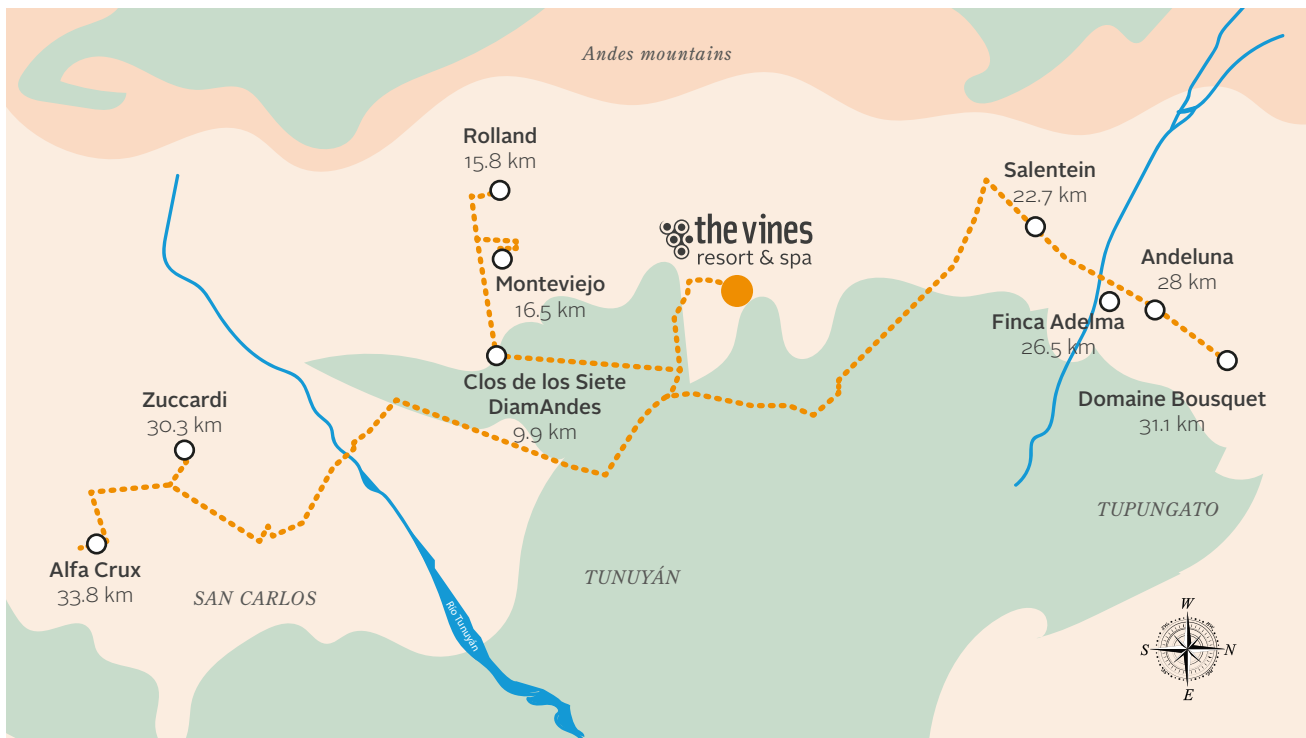 Andes mountains
Rolland
15.8 km
Salentein
22.7 km
the vines
resort & spa
Andeluna
28 km
Monteviejo
16.5 km
Finca Adelma
26.5 km
Clos de los Siete
DiamAndes
9.9 km
Zuccardi
30.3 km
Domaine Bousquet
31.1 km
TUPUNGATO
Alfa Crux
33.8 km
SAN CARLOS
TUNUYÁN
Río Tunuyán
W
S
N
E